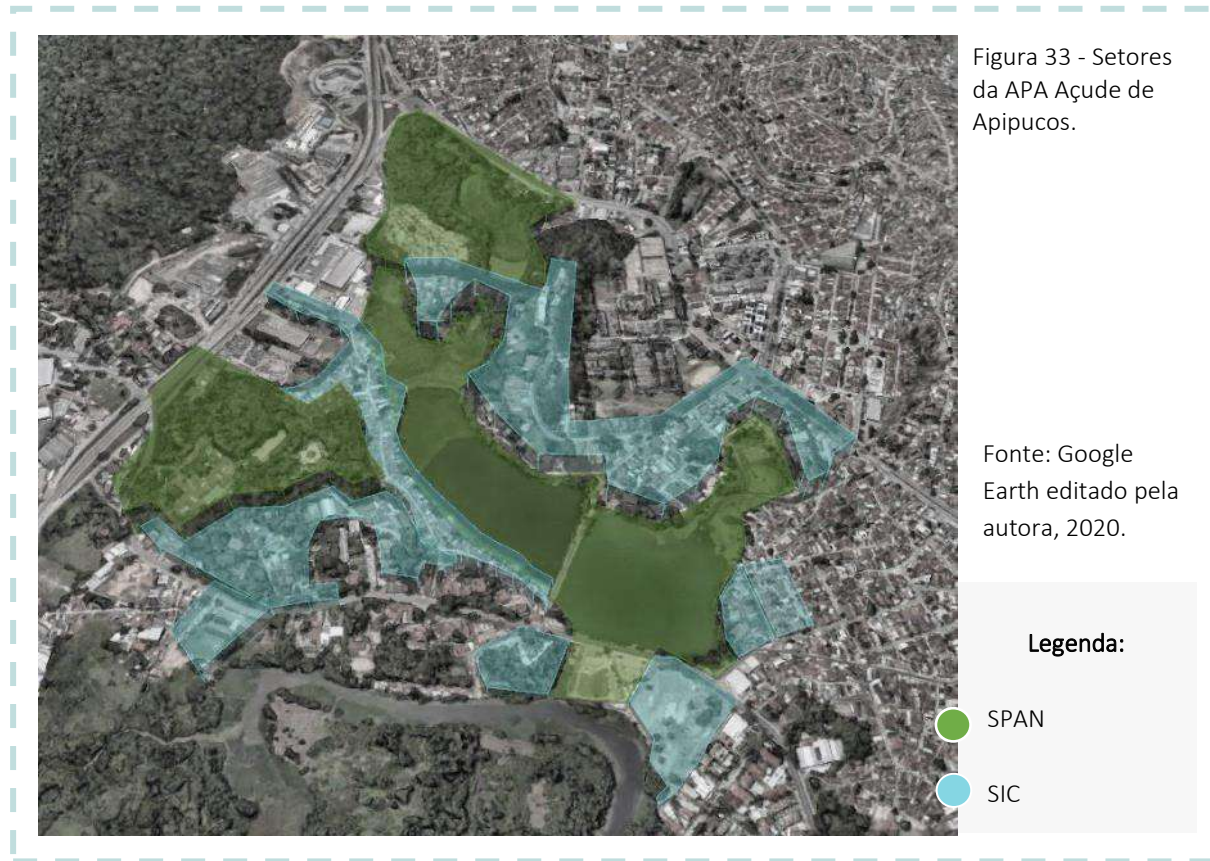 Figura 33 - Setores
da APA Açude de
Apipucos.
Fonte: Google
Earth editado pela
autora, 2020.
Legenda:
SPAN
SIC